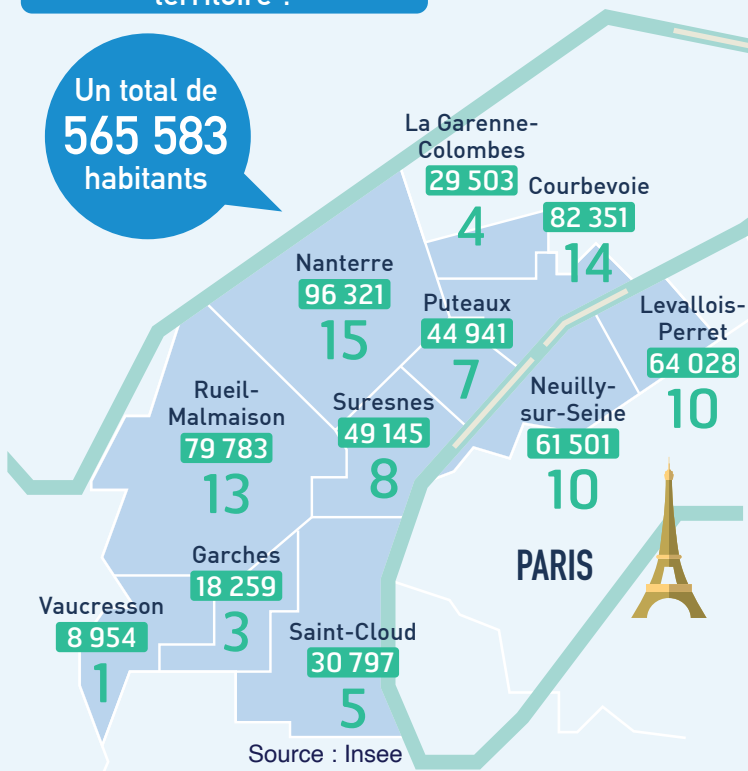 territoire ?
Un total de
565 583
habitants
La Garenne-
Colombes
29 503
4
Courbevoie
82 351
14
Nanterre
96 321
15
Puteaux
44 941
7
Levallois-
Perret
64 028
10
Rueil-
Malmaison
79 783
13
Suresnes
49 145
8
Neuilly-
sur-Seine
61 501
10
PARIS
Garches
18 259
3
Vaucresson
8 954
1
Saint-Cloud
30 797
5
Source : Insee